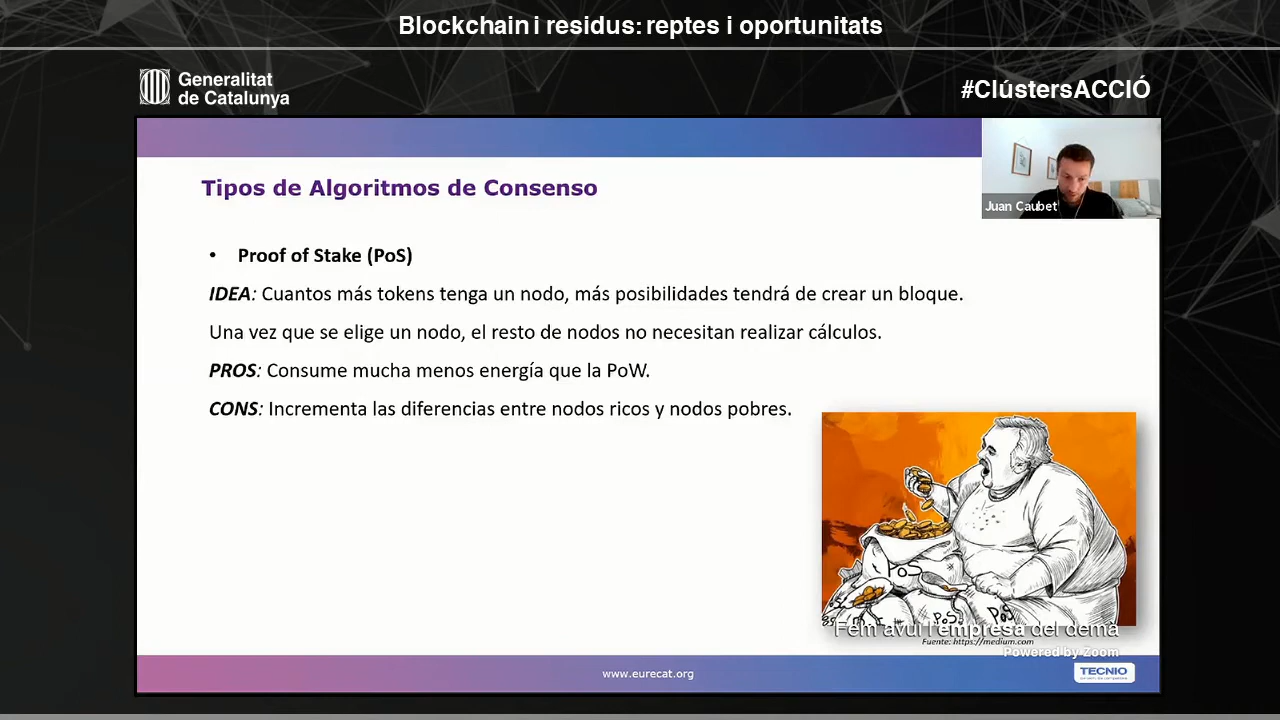 Blockchain i residus: reptes i oportunitats
Generalitat
de Catalunya
#ClústersACCIÓ
Juan Caubet
Tipos de Algoritmos de Consenso
• Proof of Stake (PoS)
IDEA: Cuantos más tokens tenga un nodo, más posibilidades tendrá de crear un bloque.
Una vez que se elige un nodo, el resto de nodos no necesitan realizar cálculos.
PROS: Consume mucha menos energía que la PoW.
CONS: Incrementa las diferencias entre nodos ricos y nodos pobres.
PoS
PoS
PoS
Fem avui l'empresa del demà
Fuente: https://medium.com
Powered by Zoom
www.eurecat.org
TECNIO